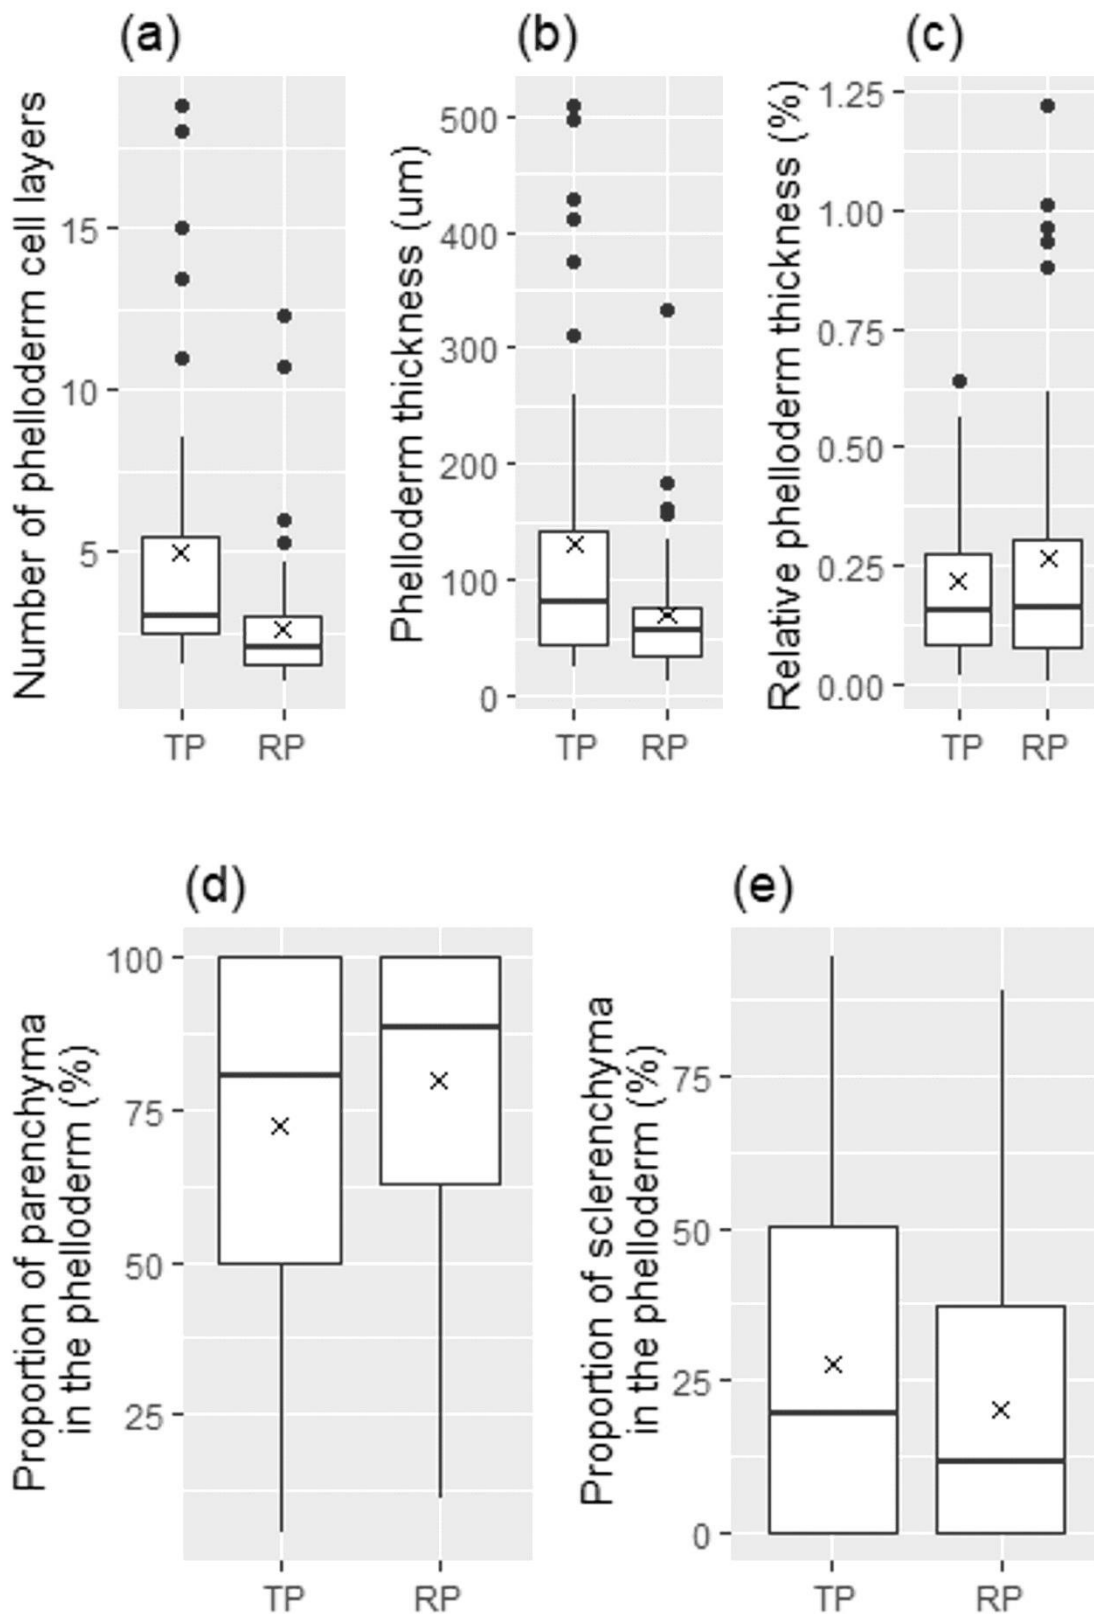 (a)
(b)
(c)
Number of phelloderm cell layers
15
10
5
TP
RP
Phelloderm thickness (um)
500
400
300
200
100
0
TP
RP
Relative phelloderm thickness (%)
1.25
1.00
0.75
0.50
0.25
0.00
TP
RP
(d)
(e)
Proportion of parenchyma
in the phelloderm (%)
100
75
50
25
TP
RP
Proportion of sclerenchyma
in the phelloderm (%)
75
50
25
0
TP
RP